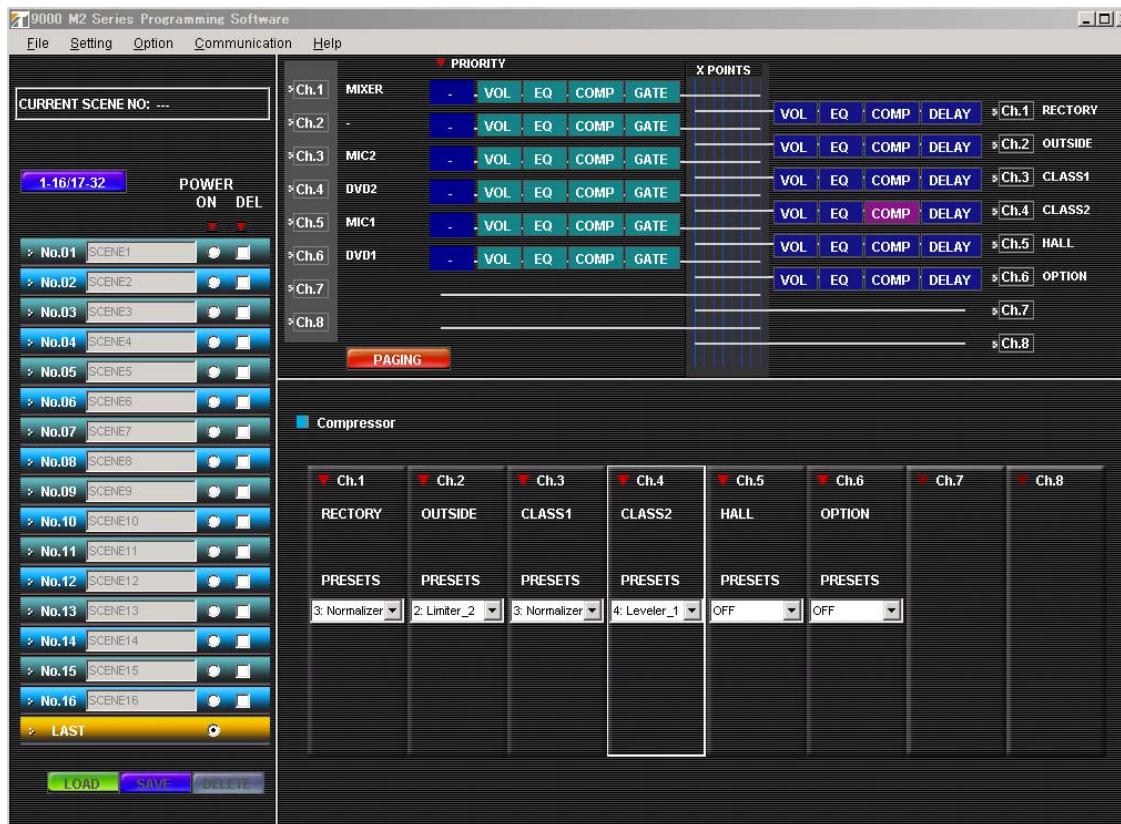 9000 M2 Series Programming Software
File Setting Option Communication Help
CURRENT SCENE NO: ---
1-16/17-32
POWER
ON DEL
No.01 SCENE1
No.02 SCENE2
No.03 SCENE3
No.04 SCENE4
No.05 SCENE5
No.06 SCENE6
No.07 SCENE7
No.08 SCENE8
No.09 SCENE9
No.10 SCENE10
No.11 SCENE11
No.12 SCENE12
No.13 SCENE13
No.14 SCENE14
No.15 SCENE15
No.16 SCENE16
LAST
LOAD SAVE DELETE
PRIORITY
X POINTS
Ch.1 MIXER - VOL EQ COMP GATE
Ch.2 - - VOL EQ COMP GATE
Ch.3 MIC2 - VOL EQ COMP GATE
Ch.4 DVD2 - VOL EQ COMP GATE
Ch.5 MIC1 - VOL EQ COMP GATE
Ch.6 DVD1 - VOL EQ COMP GATE
Ch.7
Ch.8
PAGING
VOL EQ COMP DELAY Ch.1 RECTORY
VOL EQ COMP DELAY Ch.2 OUTSIDE
VOL EQ COMP DELAY Ch.3 CLASS1
VOL EQ COMP DELAY Ch.4 CLASS2
VOL EQ COMP DELAY Ch.5 HALL
VOL EQ COMP DELAY Ch.6 OPTION
Ch.7
Ch.8
Compressor
Ch.1 Ch.2 Ch.3 Ch.4 Ch.5 Ch.6 Ch.7 Ch.8
RECTORY OUTSIDE CLASS1 CLASS2 HALL OPTION
PRESETS PRESETS PRESETS PRESETS PRESETS PRESETS
3: Normalizer 2: Limiter_2 3: Normalizer 4: Leveler_1 OFF OFF